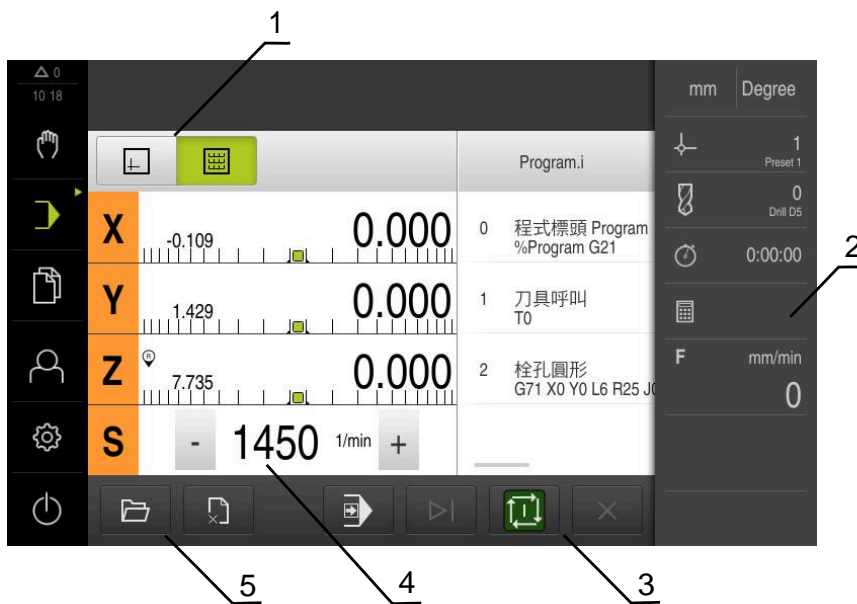 1
0
10 18
mm Degree
1
Preset 1
0
Drill D5
0:00:00
F mm/min
0
2
Program.i
X -0.109 0.000
Y 1.429 0.000
Z R 7.735 0.000
S - 1450 1/min +
0 程式標頭 Program
%Program G21
1 刀具呼叫
T0
2 栓孔圓形
G71 X0 Y0 L6 R25 J
5
4
3